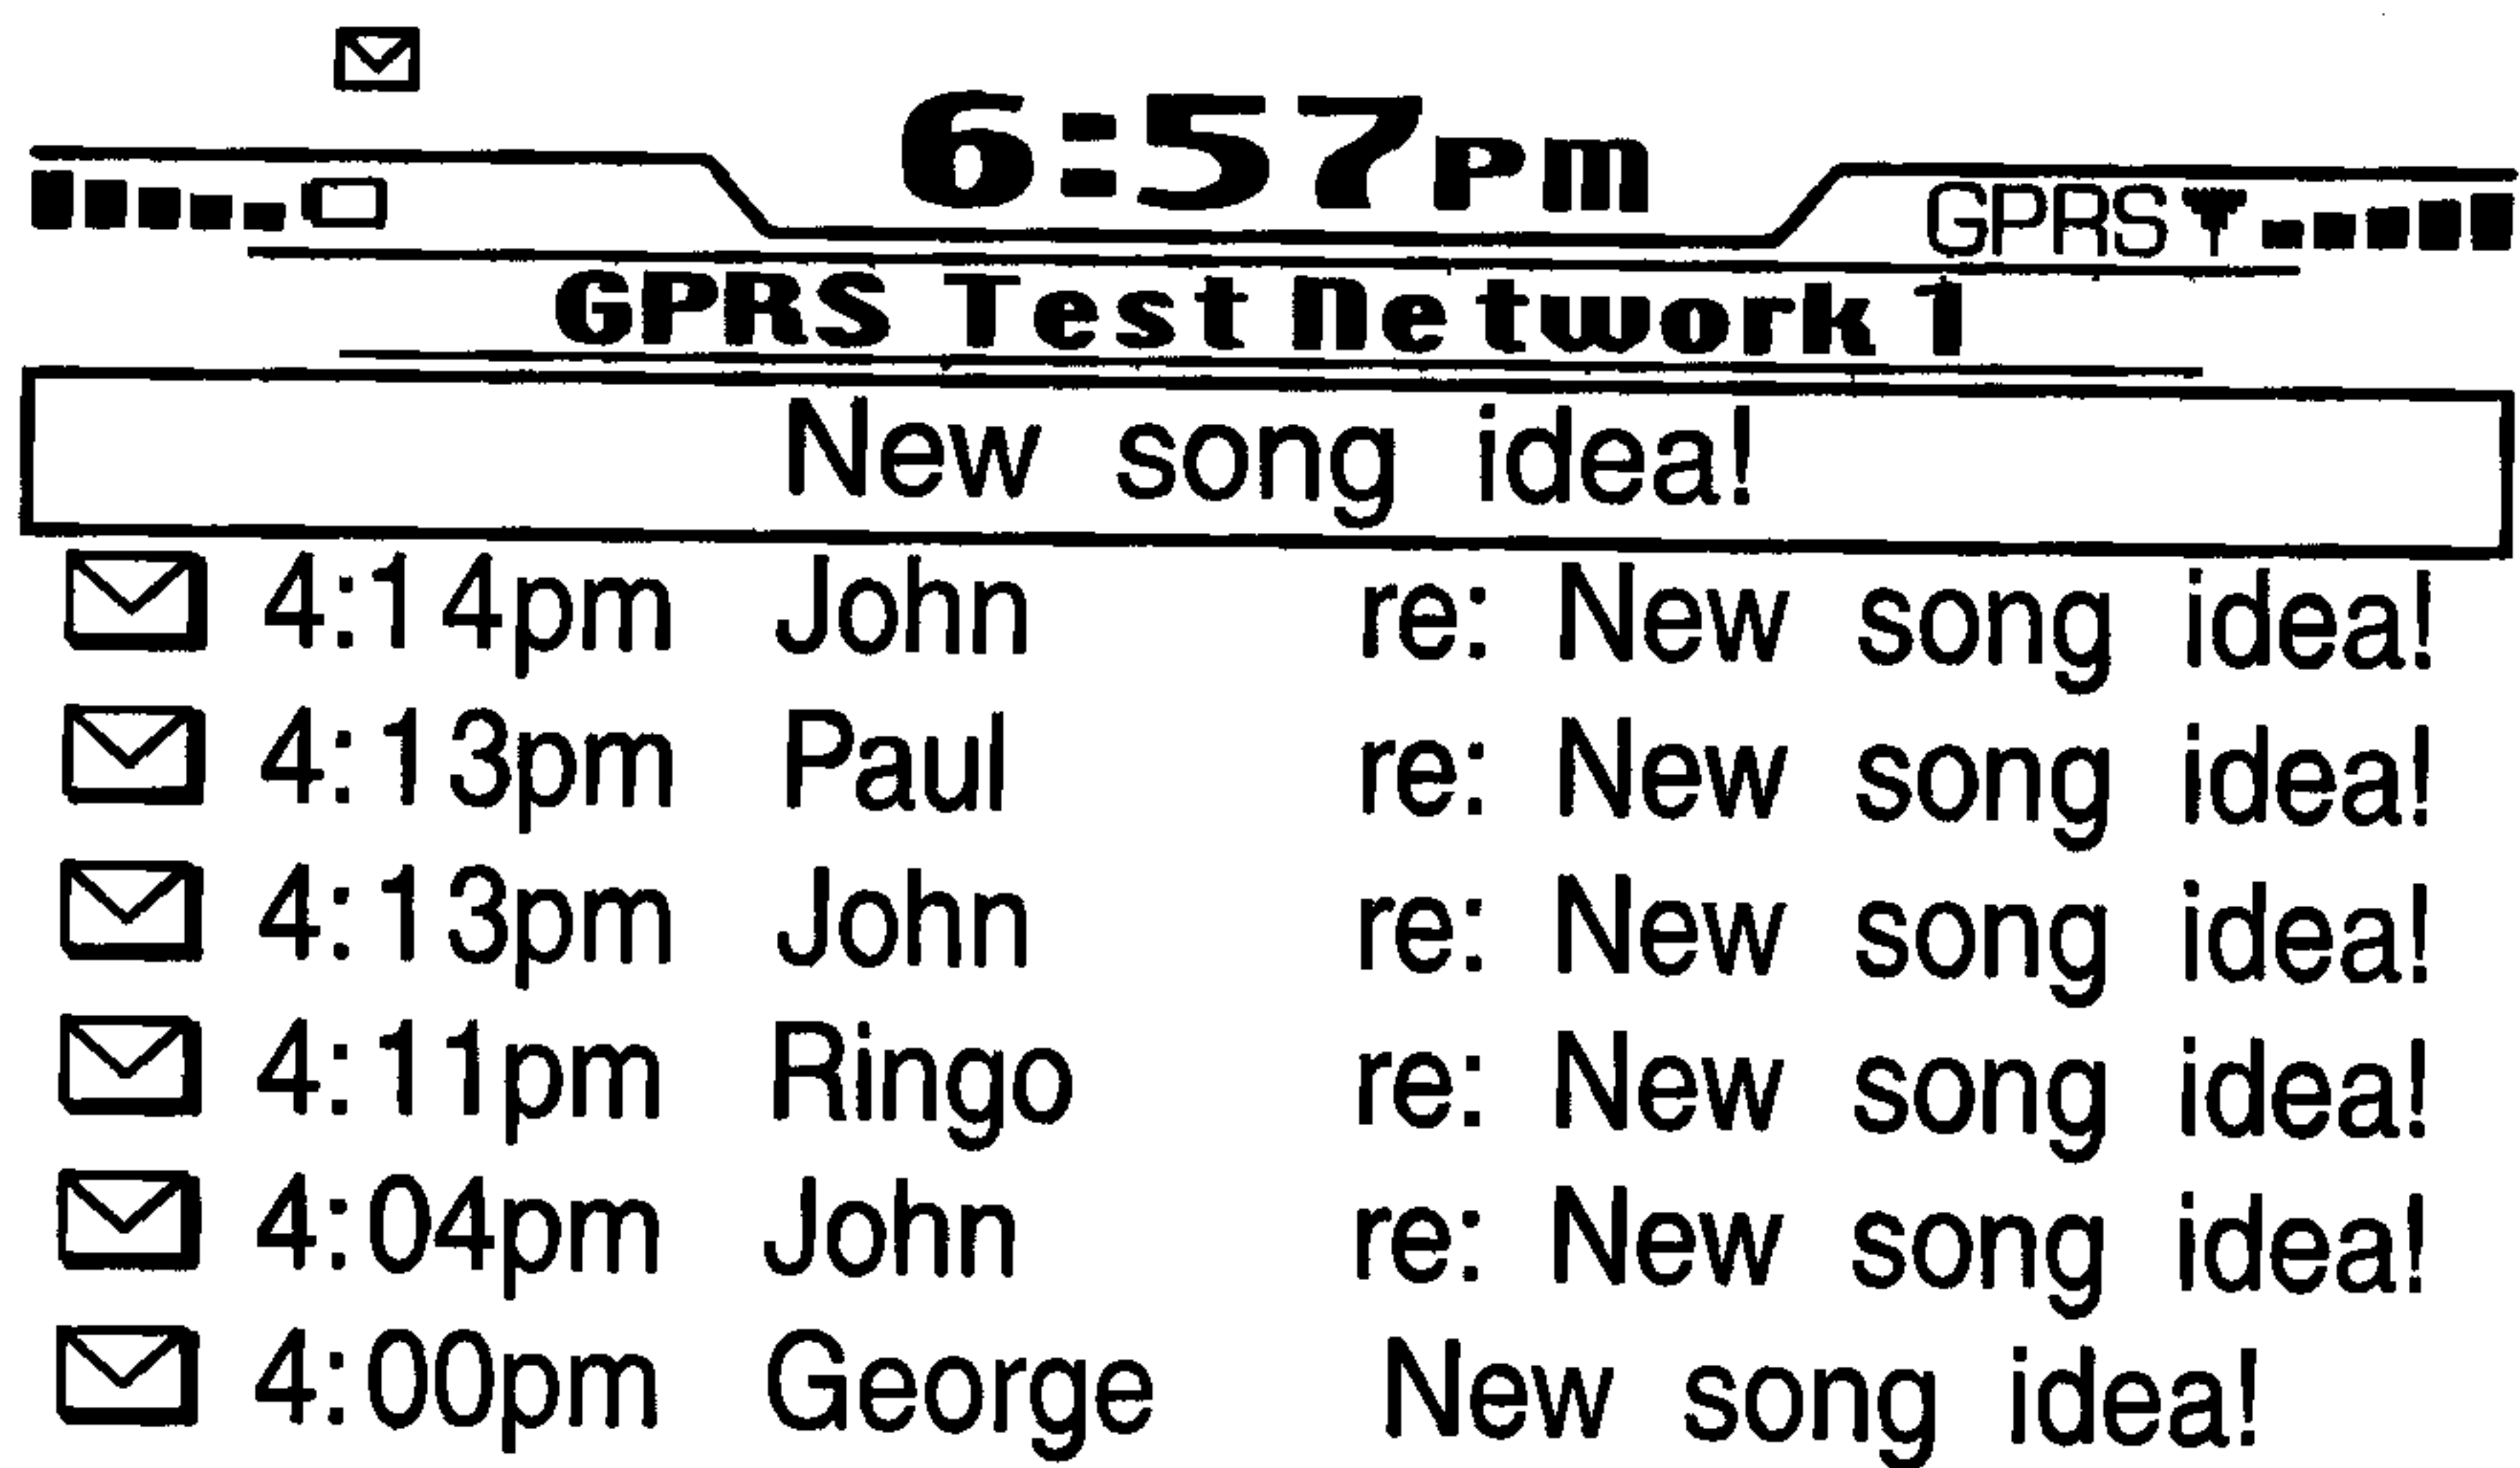 6:57pm
GPRS
GPRS Test Network 1
New song idea!
4:14pm John re: New song idea!
4:13pm Paul re: New song idea!
4:13pm John re: New song idea!
4:11pm Ringo re: New song idea!
4:04pm John re: New song idea!
4:00pm George New song idea!